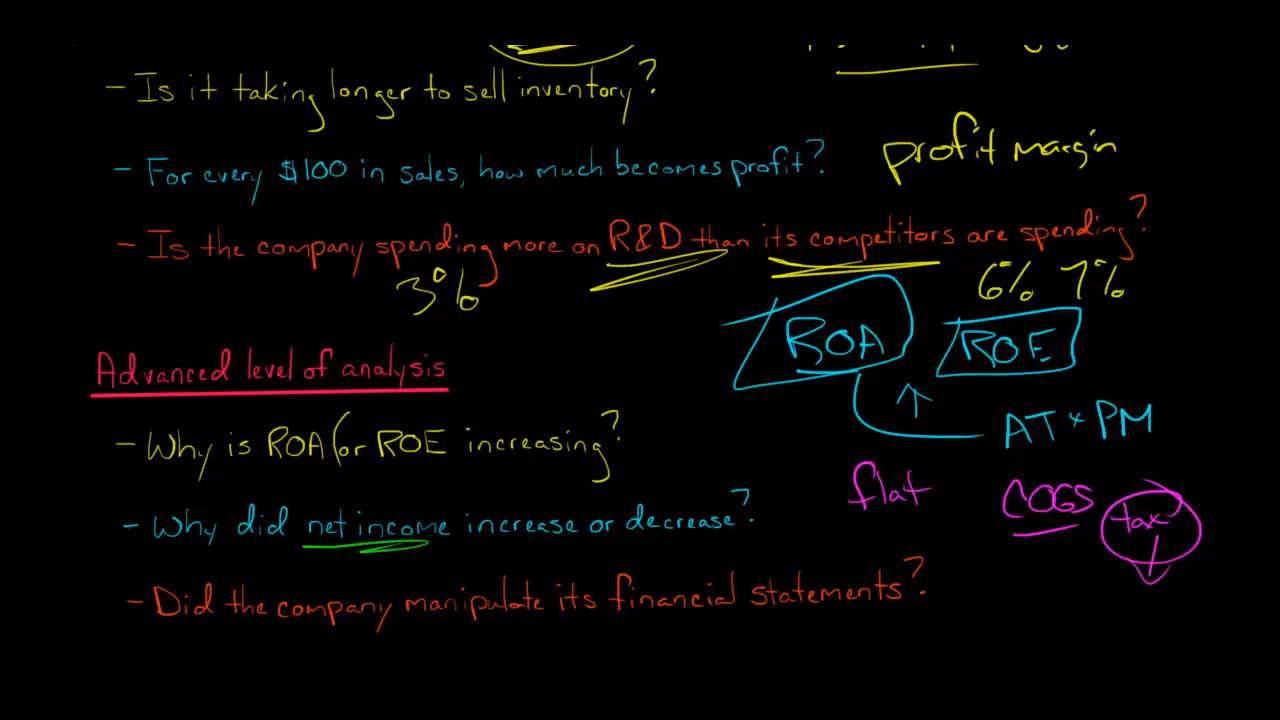 - Is it taking longer to sell inventory?
profit margin
- For every $100 in sales, how much becomes profit?
- Is the company spending more on R&D than its competitors are spending?
3% 6% 7%
ROA ROE
Advanced level of analysis
AT × PM
- Why is ROA (or ROE increasing?
flat COGS tax
- Why did net income increase or decrease?
- Did the company manipulate its financial statements?